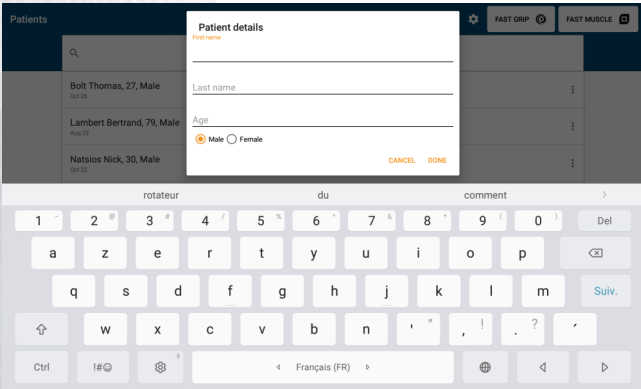 Patients
FAST GRIP
FAST MUSCLE
Patient details
First name
Last name
Age
Male
Female
CANCEL DONE
Bolt Thomas, 27, Male
Oct 26
Lambert Bertrand, 79, Male
Aug 22
Natsios Nick, 30, Male
Oct 22
rotateur du comment >
1 - 2 @ 3 # 4 / 5 % 6 ^ 7 & 8 * 9 ( 0 ) Del
a z e r t y u i o p
q s d f g h j k l m Suiv.
w x c v b n ' " , ! . ? ´
Ctrl !#☺ Français (FR)